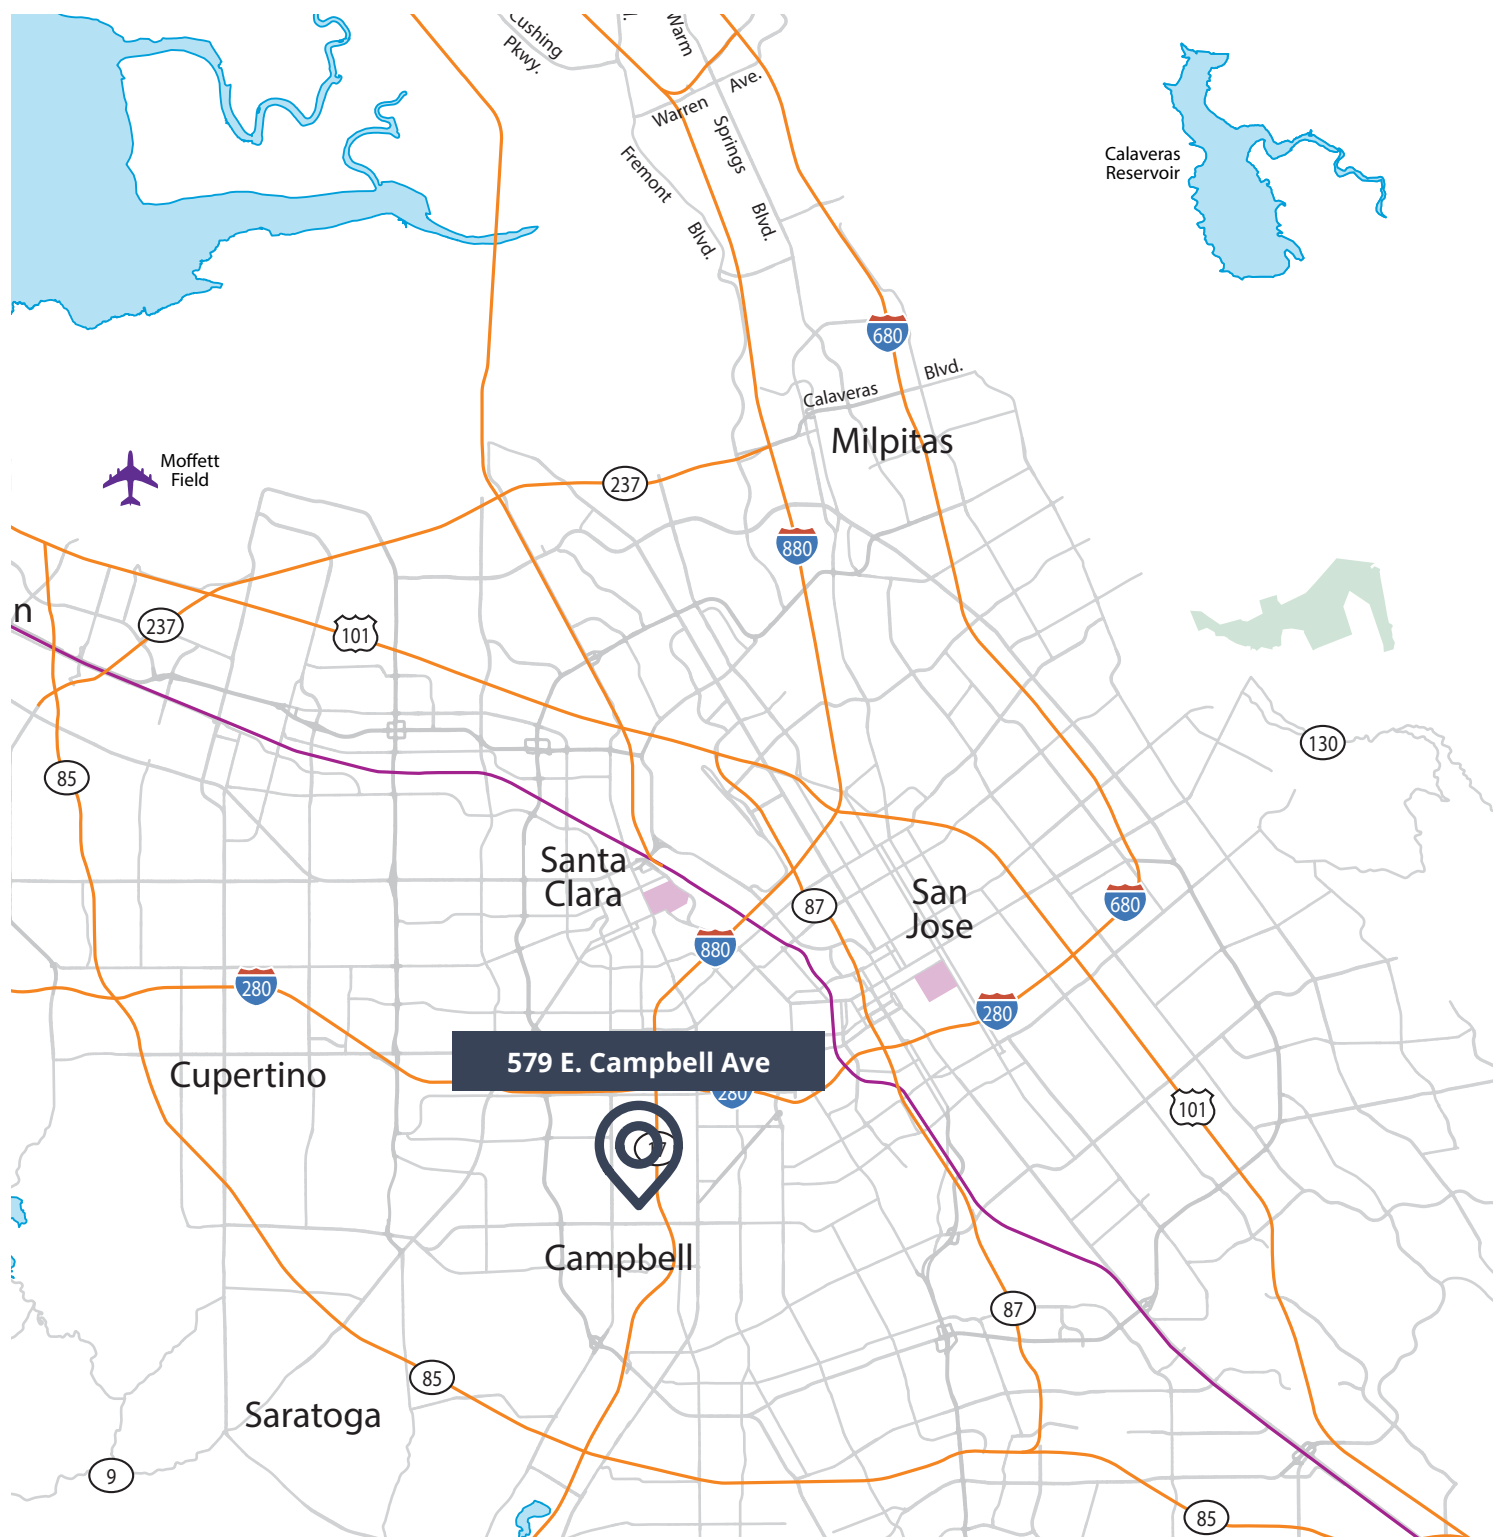 Cushing
Pkwy.
Warm
Warren
Ave.
Springs
Blvd.
Fremont
Blvd.
Calaveras
Reservoir
680
Calaveras
Blvd.
Milpitas
Moffett
Field
237
880
n
237
101
130
85
Santa
Clara
San
Jose
87
680
880
280
280
579 E. Campbell Ave
Cupertino
280
101
17
Campbell
87
85
Saratoga
9
85